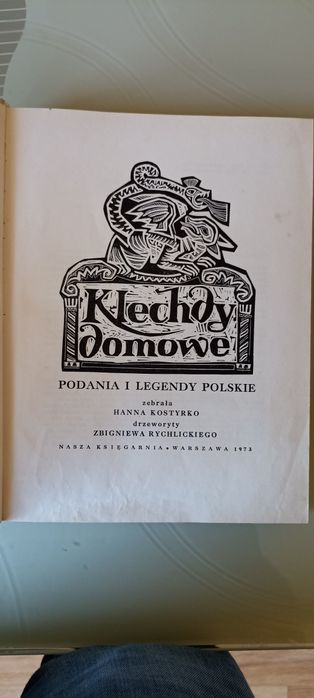 Klechdy
domowe
PODANIA I LEGENDY POLSKIE
zebrała
HANNA KOSTYRKO
drzeworyty
ZBIGNIEWA RYCHLICKIEGO
NASZA KSIĘGARNIA • WARSZAWA 1973